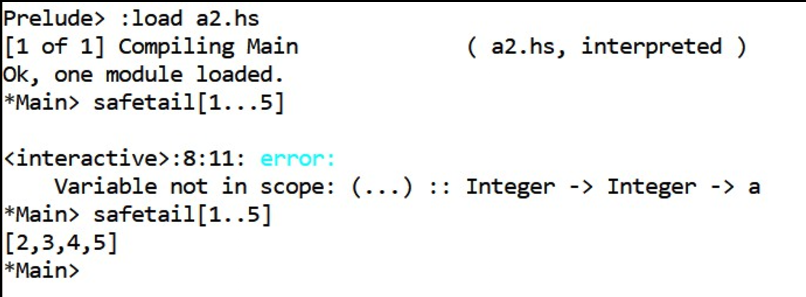 Prelude> :load a2.hs
[1 of 1] Compiling Main             ( a2.hs, interpreted )
Ok, one module loaded.
*Main> safetail[1...5]
<interactive>:8:11: error:
    Variable not in scope: (...) :: Integer -> Integer -> a
*Main> safetail[1..5]
[2,3,4,5]
*Main>